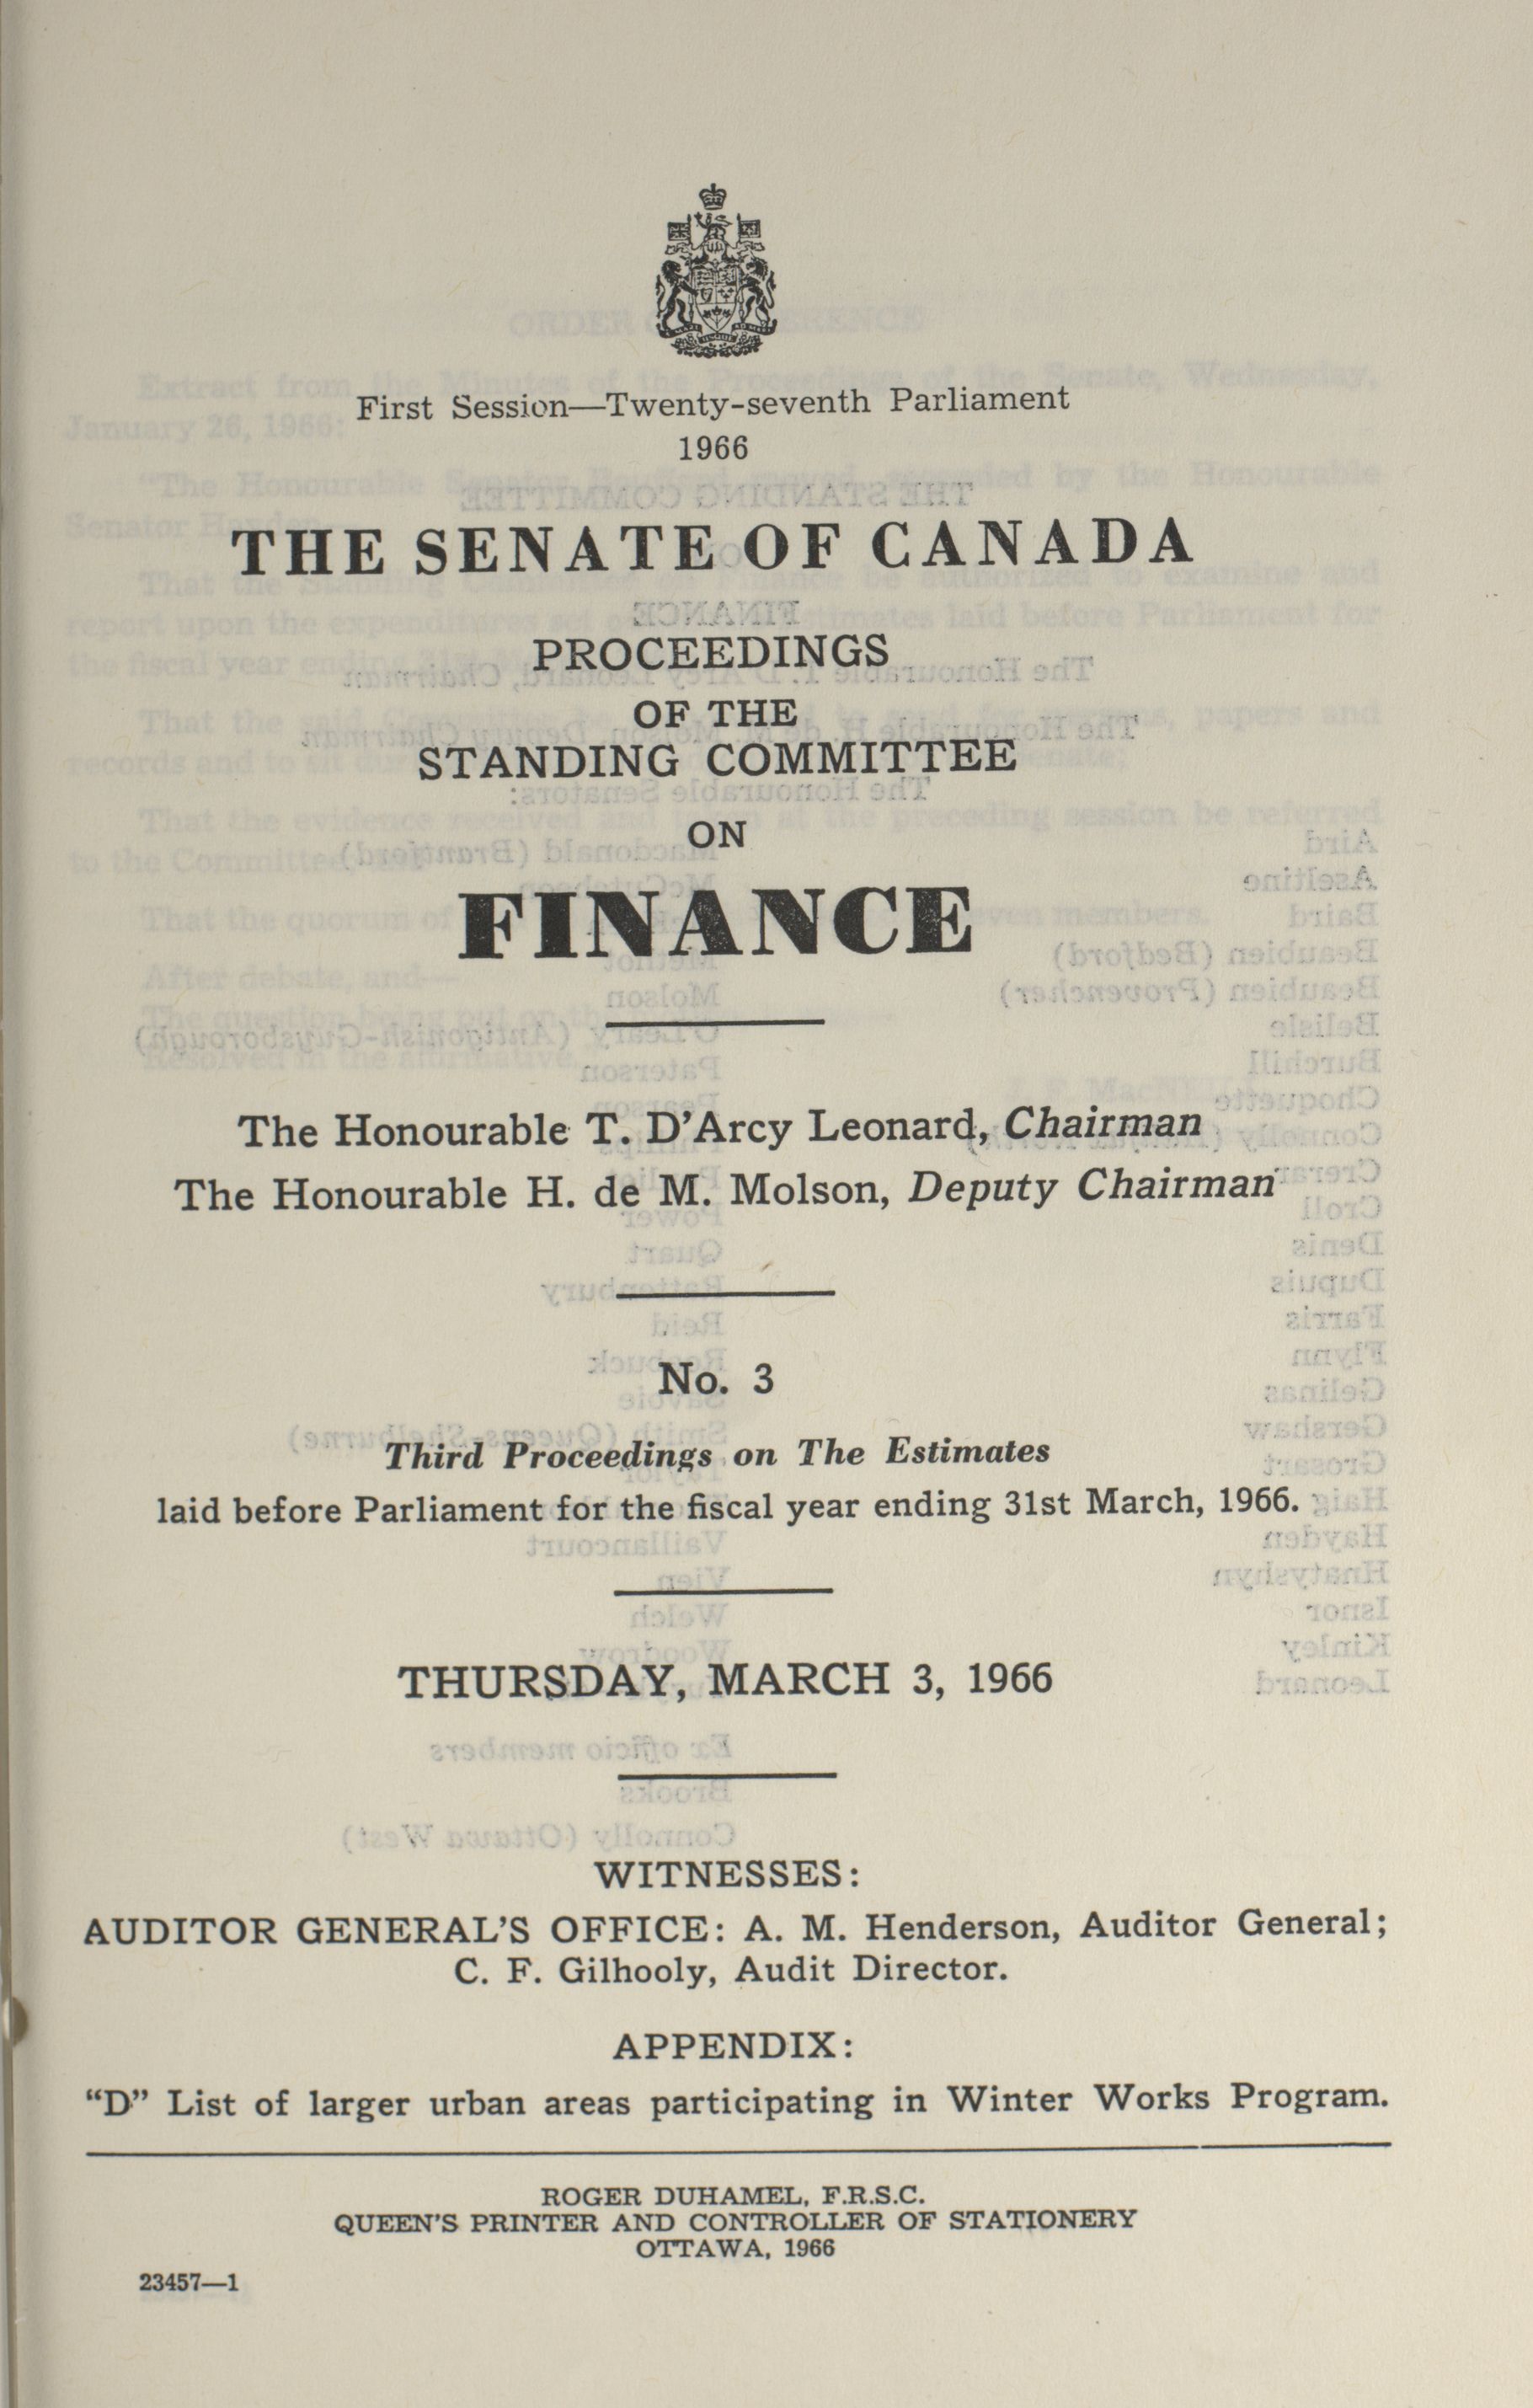 First Session—Twenty-seventh Parliament
1966
THE SENATE OF CANADA
PROCEEDINGS
OF THE
STANDING COMMITTEE
ON
FINANCE
The Honourable T. D'Arcy Leonard, Chairman
The Honourable H. de M. Molson, Deputy Chairman
No. 3
Third Proceedings on The Estimates
laid before Parliament for the fiscal year ending 31st March, 1966.
THURSDAY, MARCH 3, 1966
WITNESSES:
AUDITOR GENERAL'S OFFICE: A. M. Henderson, Auditor General;
C. F. Gilhooly, Audit Director.
APPENDIX:
“D” List of larger urban areas participating in Winter Works Program.
ROGER DUHAMEL, F.R.S.C.
QUEEN'S PRINTER AND CONTROLLER OF STATIONERY
OTTAWA, 1966
23457—1